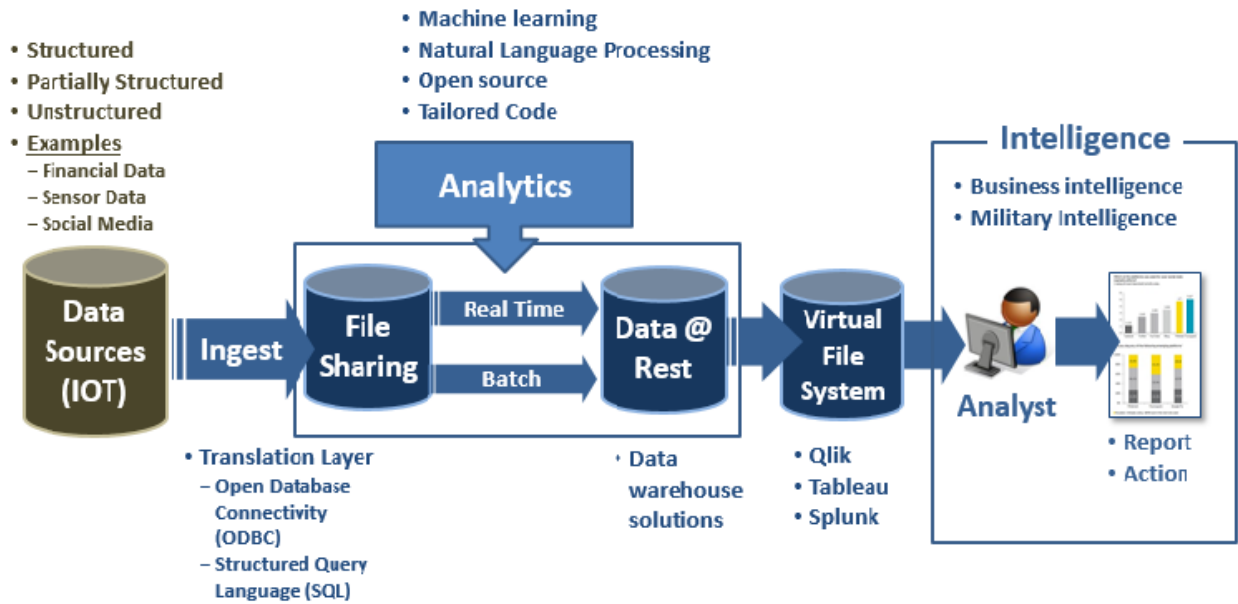 • Machine learning
• Natural Language Processing
• Open source
• Tailored Code
• Structured
• Partially Structured
• Unstructured
• Examples
– Financial Data
– Sensor Data
– Social Media
Analytics
Intelligence
• Business intelligence
• Military Intelligence
Data
Sources
(IOT)
Ingest
File
Sharing
Real Time
Batch
Data @
Rest
Virtual
File
System
Analyst
• Report
• Action
• Translation Layer
– Open Database
Connectivity
(ODBC)
– Structured Query
Language (SQL)
• Data
warehouse
solutions
• Qlik
• Tableau
• Splunk